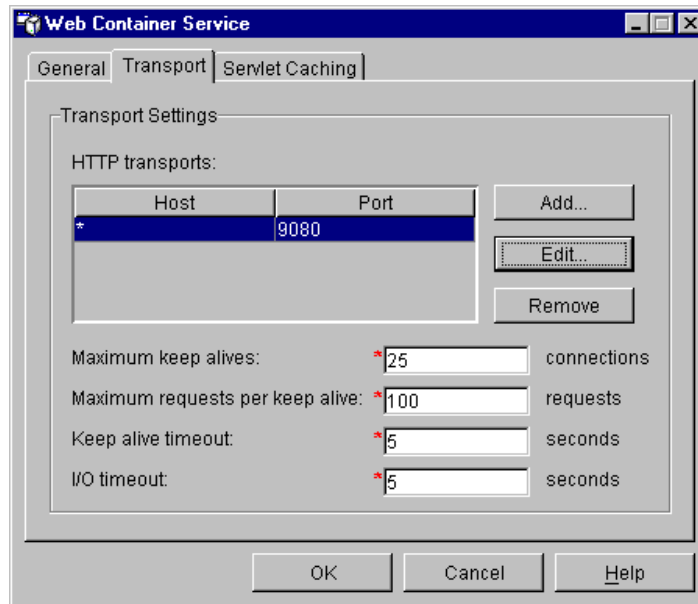 Web Container Service
General Transport Servlet Caching
Transport Settings
HTTP transports:
Host Port
* 9080
Add...
Edit...
Remove
Maximum keep alives: *25 connections
Maximum requests per keep alive: *100 requests
Keep alive timeout: *5 seconds
I/O timeout: *5 seconds
OK Cancel Help